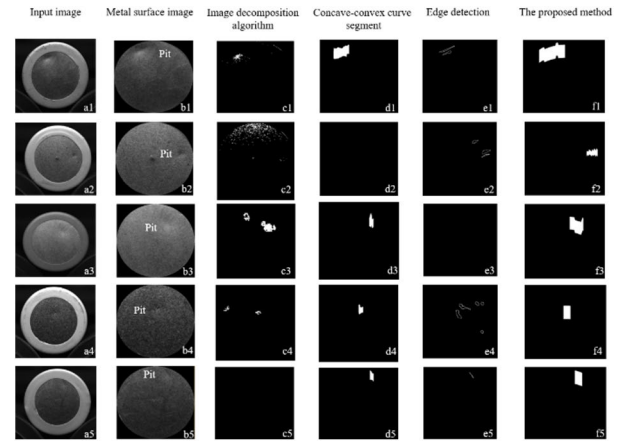 Input image Metal surface image Image decomposition algorithm Concave-convex curve segment Edge detection The proposed method
Pit
a1 b1 c1 d1 e1 f1
Pit
a2 b2 c2 d2 e2 f2
Pit
a3 b3 c3 d3 e3 f3
Pit
a4 b4 c4 d4 e4 f4
Pit
a5 b5 c5 d5 e5 f5